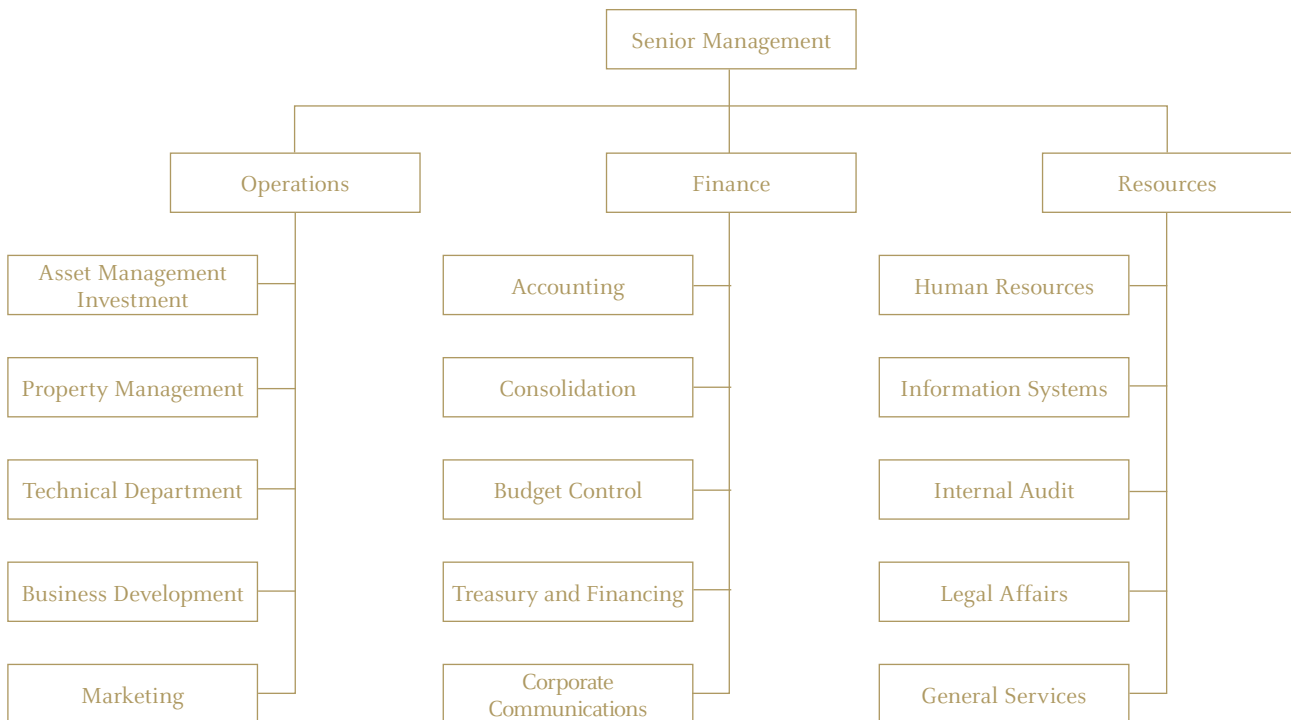 Senior Management
Operations
Finance
Resources
Asset Management
Investment
Accounting
Human Resources
Property Management
Consolidation
Information Systems
Technical Department
Budget Control
Internal Audit
Business Development
Treasury and Financing
Legal Affairs
Marketing
Corporate
Communications
General Services